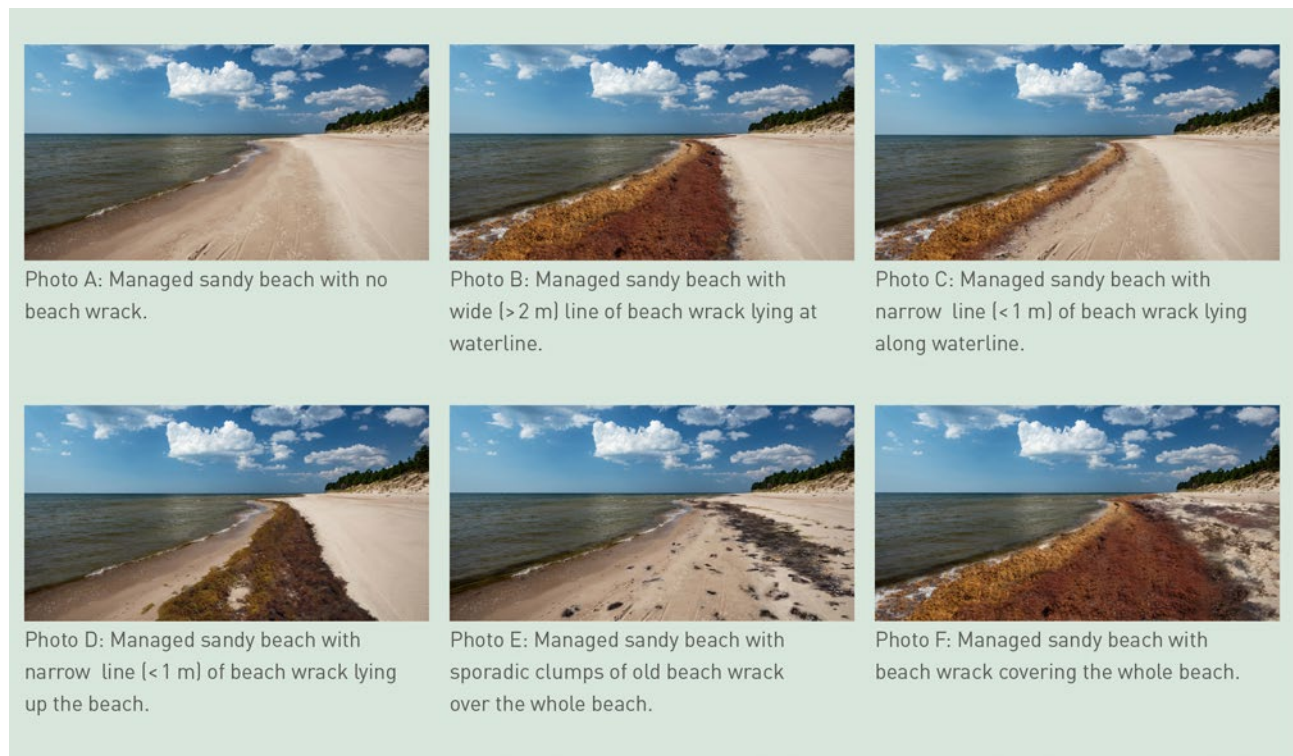 Photo A: Managed sandy beach with no
beach wrack.
Photo B: Managed sandy beach with
wide (> 2 m) line of beach wrack lying at
waterline.
Photo C: Managed sandy beach with
narrow line (< 1 m) of beach wrack lying
along waterline.
Photo D: Managed sandy beach with
narrow line (< 1 m) of beach wrack lying
up the beach.
Photo E: Managed sandy beach with
sporadic clumps of old beach wrack
over the whole beach.
Photo F: Managed sandy beach with
beach wrack covering the whole beach.